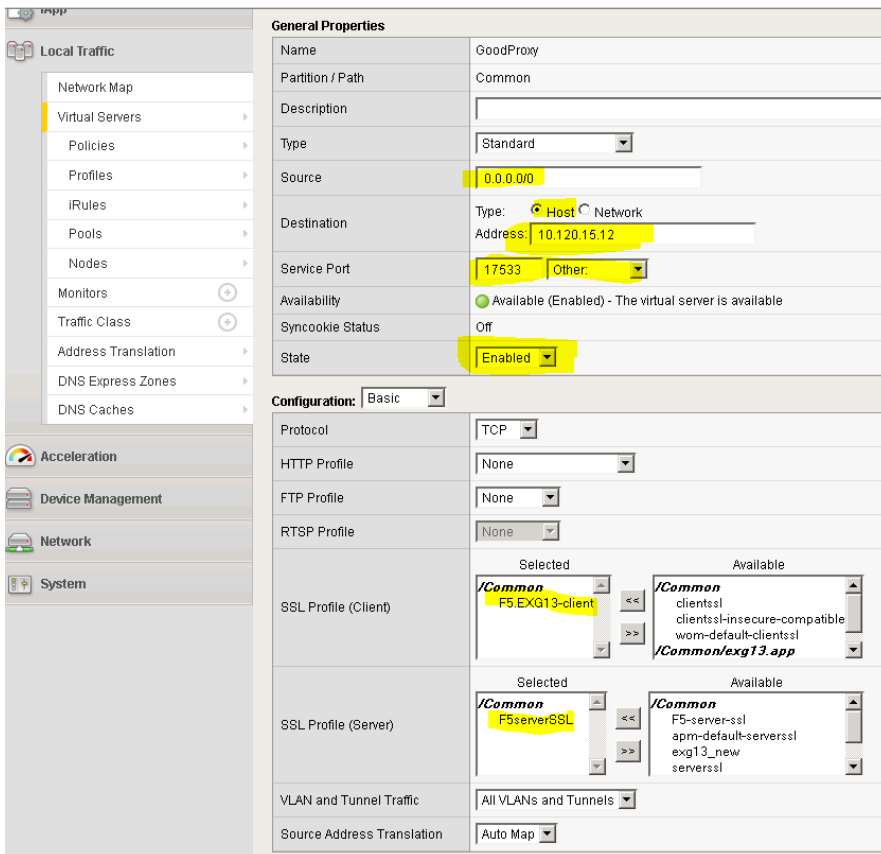 iApp
Local Traffic
Network Map
Virtual Servers
Policies
Profiles
iRules
Pools
Nodes
Monitors
Traffic Class
Address Translation
DNS Express Zones
DNS Caches
Acceleration
Device Management
Network
System
General Properties
Name GoodProxy
Partition / Path Common
Description
Type Standard
Source 0.0.0.0/0
Destination Type: Host Network
Address: 10.120.15.12
Service Port 17533 Other:
Availability Available (Enabled) - The virtual server is available
Syncookie Status Off
State Enabled
Configuration: Basic
Protocol TCP
HTTP Profile None
FTP Profile None
RTSP Profile None
SSL Profile (Client)
Selected Available
/Common << /Common
F5.EXG13-client clientssl
clientssl-insecure-compatible
>> wom-default-clientssl
/Common/exg13.app
SSL Profile (Server)
Selected Available
/Common << /Common
F5serverSSL F5-server-ssl
apm-default-serverssl
>> exg13_new
serverssl
VLAN and Tunnel Traffic All VLANs and Tunnels
Source Address Translation Auto Map